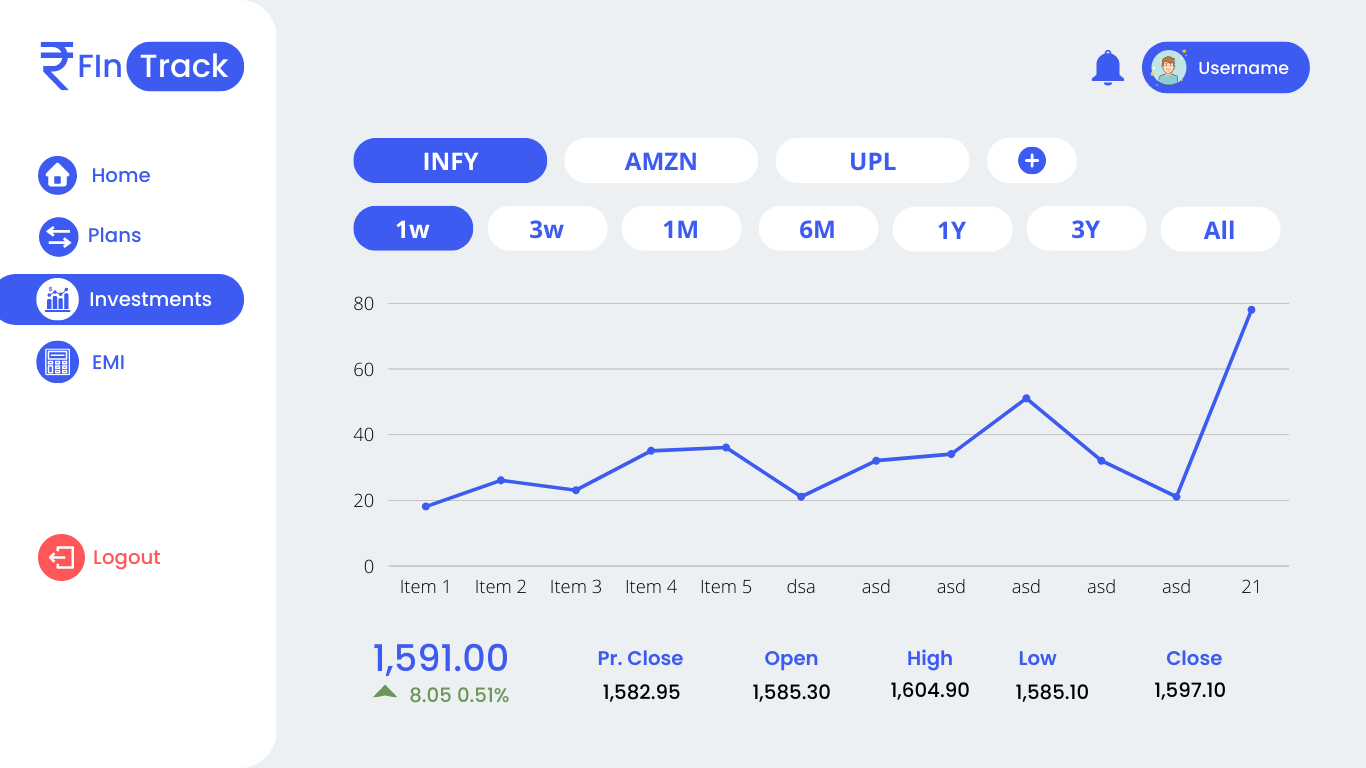 ₹ FIn Track
Username
Home
Plans
Investments
EMI
Logout
INFY AMZN UPL
1w 3w 1M 6M 1Y 3Y All
80
60
40
20
0
Item 1 Item 2 Item 3 Item 4 Item 5 dsa asd asd asd asd asd 21
1,591.00
8.05 0.51%
Pr. Close Open High Low Close
1,582.95 1,585.30 1,604.90 1,585.10 1,597.10